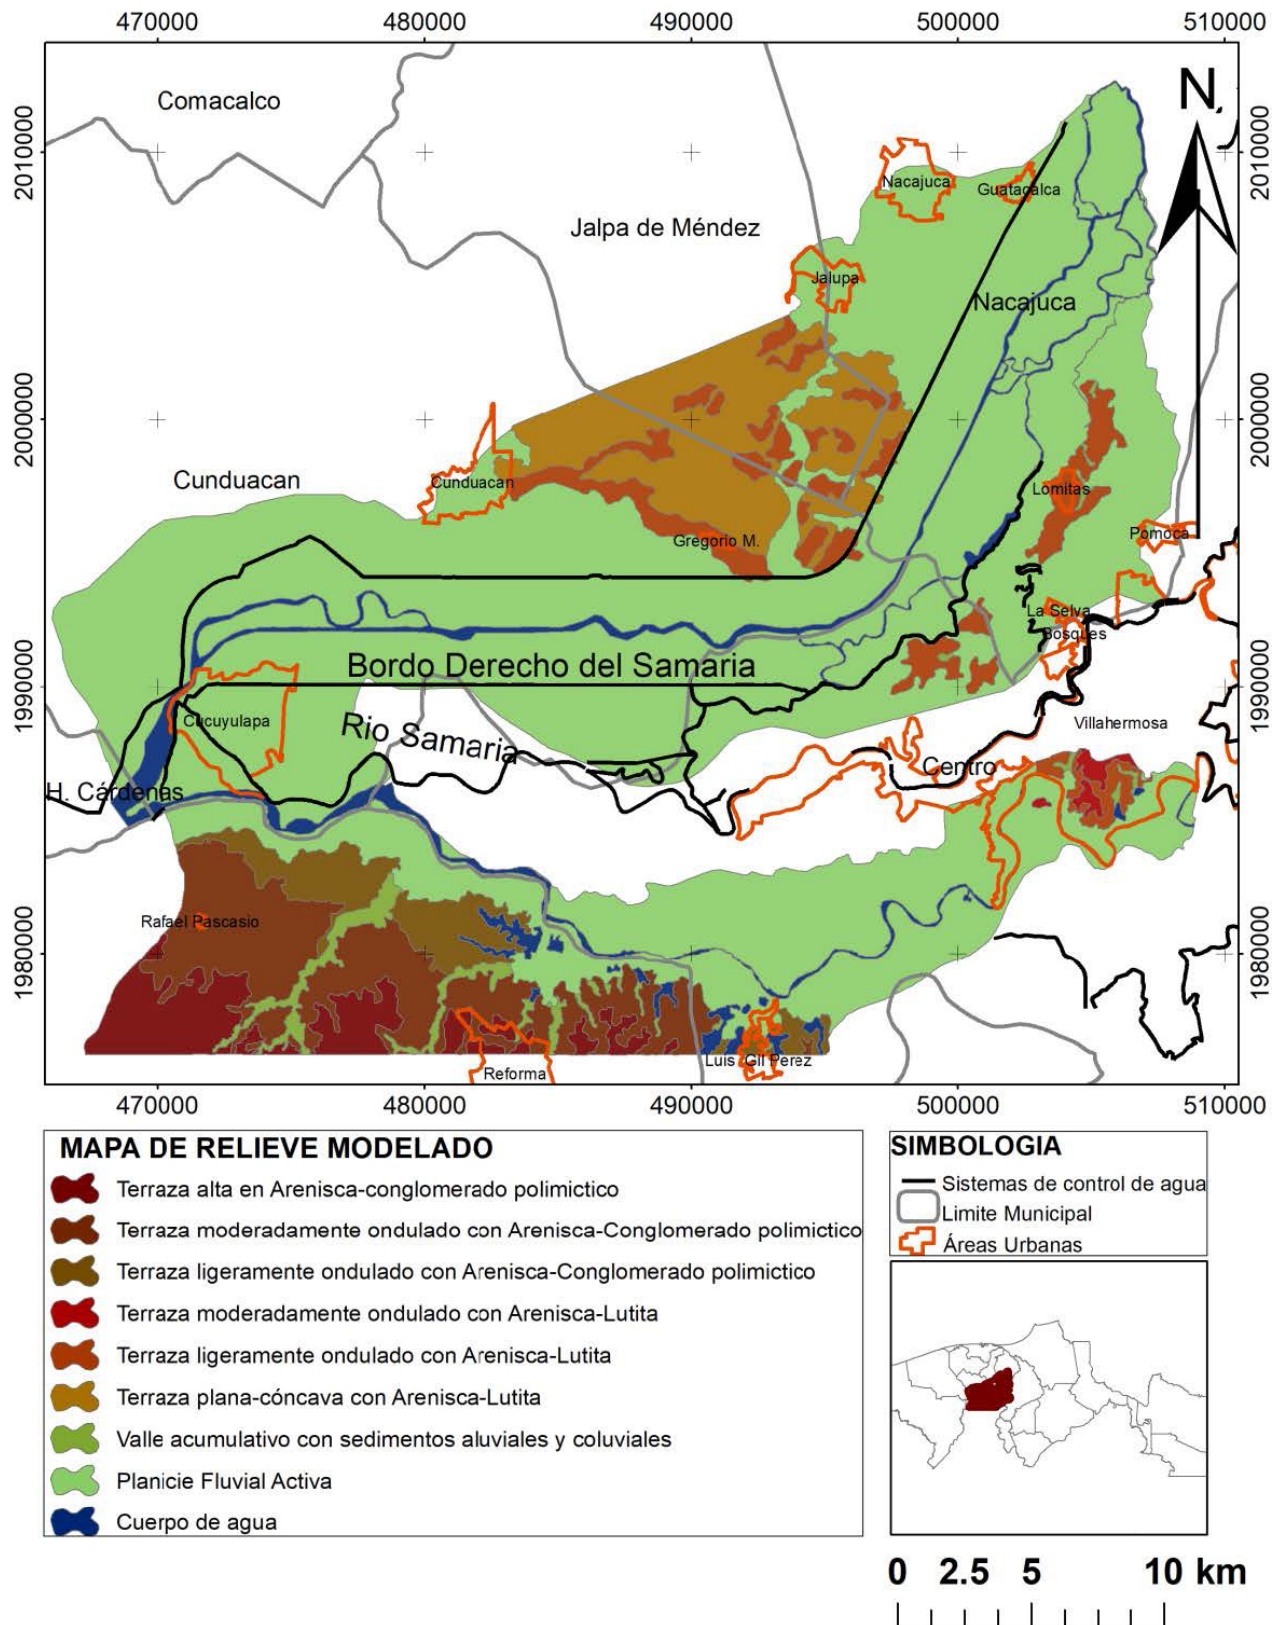 470000 480000 490000 500000 510000
N
Comacalco
2010000 2010000
Nacajuca Guatacalca
Jalpa de Méndez
Jalupa
Nacajuca
2000000 2000000
Cunduacan Cunduacan Lomitas
Gregorio M. Pomoca
La Selva
Bosques
Bordo Derecho del Samaria
1990000 1990000
Cucuyulapa Rio Samaria Villahermosa
Centro
H. Cárdenas
Rafael Pascasio
1980000 1980000
Luis Gil Perez
Reforma
470000 480000 490000 500000 510000
MAPA DE RELIEVE MODELADO
Terraza alta en Arenisca-conglomerado polimictico
Terraza moderadamente ondulado con Arenisca-Conglomerado polimictico
Terraza ligeramente ondulado con Arenisca-Conglomerado polimictico
Terraza moderadamente ondulado con Arenisca-Lutita
Terraza ligeramente ondulado con Arenisca-Lutita
Terraza plana-cóncava con Arenisca-Lutita
Valle acumulativo con sedimentos aluviales y coluviales
Planicie Fluvial Activa
Cuerpo de agua
SIMBOLOGIA
Sistemas de control de agua
Limite Municipal
Áreas Urbanas
0 2.5 5 10 km